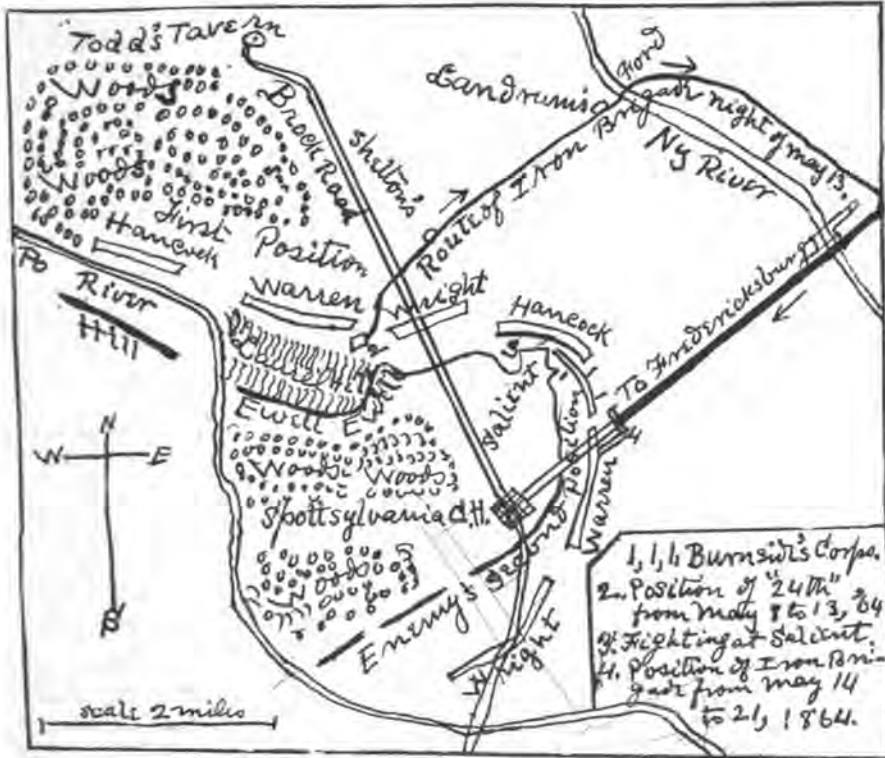 Todd's Tavern
Woods
Woods
Brock Road
Shelton's
Landrum's
Ford
Route of Iron Brigade night of May 13.
Ny River
First
Hancock
Position
Warren
Wright
Hancock
Po
River
Hill
Ewell
Salient
To Fredericksburg
Position
Warren
Woods
Woods
Spottsylvania C.H.
Woods
Enemy's Second
Wright
N
W E
S
Scale 2 miles
4
1, 1, 1, Burnside's Corps.
2. Position of "24th"
from May 8 to 13, "64
3. Fighting at Salient.
4. Position of Iron Bri-
gade from May 14
to 21, 1864.